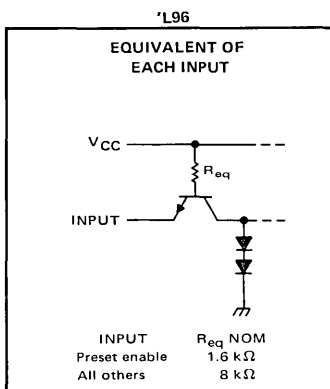 'L96
EQUIVALENT OF
EACH INPUT
VCC
Req
INPUT
INPUT Req NOM
Preset enable 1.6 kΩ
All others 8 kΩ